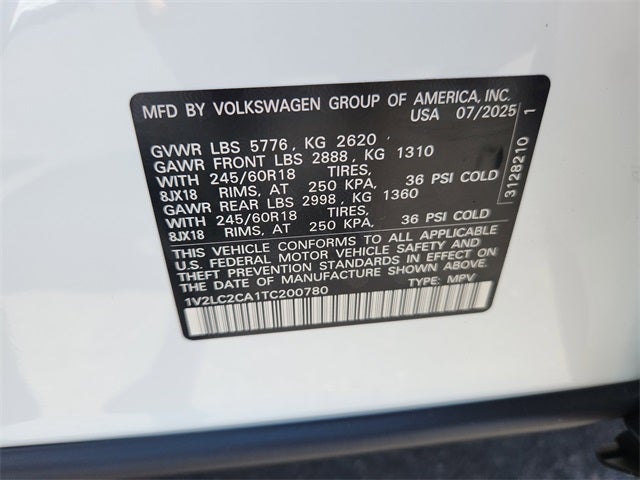 MFD BY VOLKSWAGEN GROUP OF AMERICA, INC.
USA 07/2025
GVWR LBS 5776, KG 2620
GAWR FRONT LBS 2888, KG 1310
WITH 245/60R18 TIRES,
8JX18 RIMS, AT 250 KPA, 36 PSI COLD
GAWR REAR LBS 2998, KG 1360
WITH 245/60R18 TIRES,
8JX18 RIMS, AT 250 KPA, 36 PSI COLD
THIS VEHICLE CONFORMS TO ALL APPLICABLE
U.S. FEDERAL MOTOR VEHICLE SAFETY AND
THEFT PREVENTION STANDARDS IN EFFECT ON
THE DATE OF MANUFACTURE SHOWN ABOVE.
1V2LC2CA1TC200780 TYPE: MPV
3128210 1